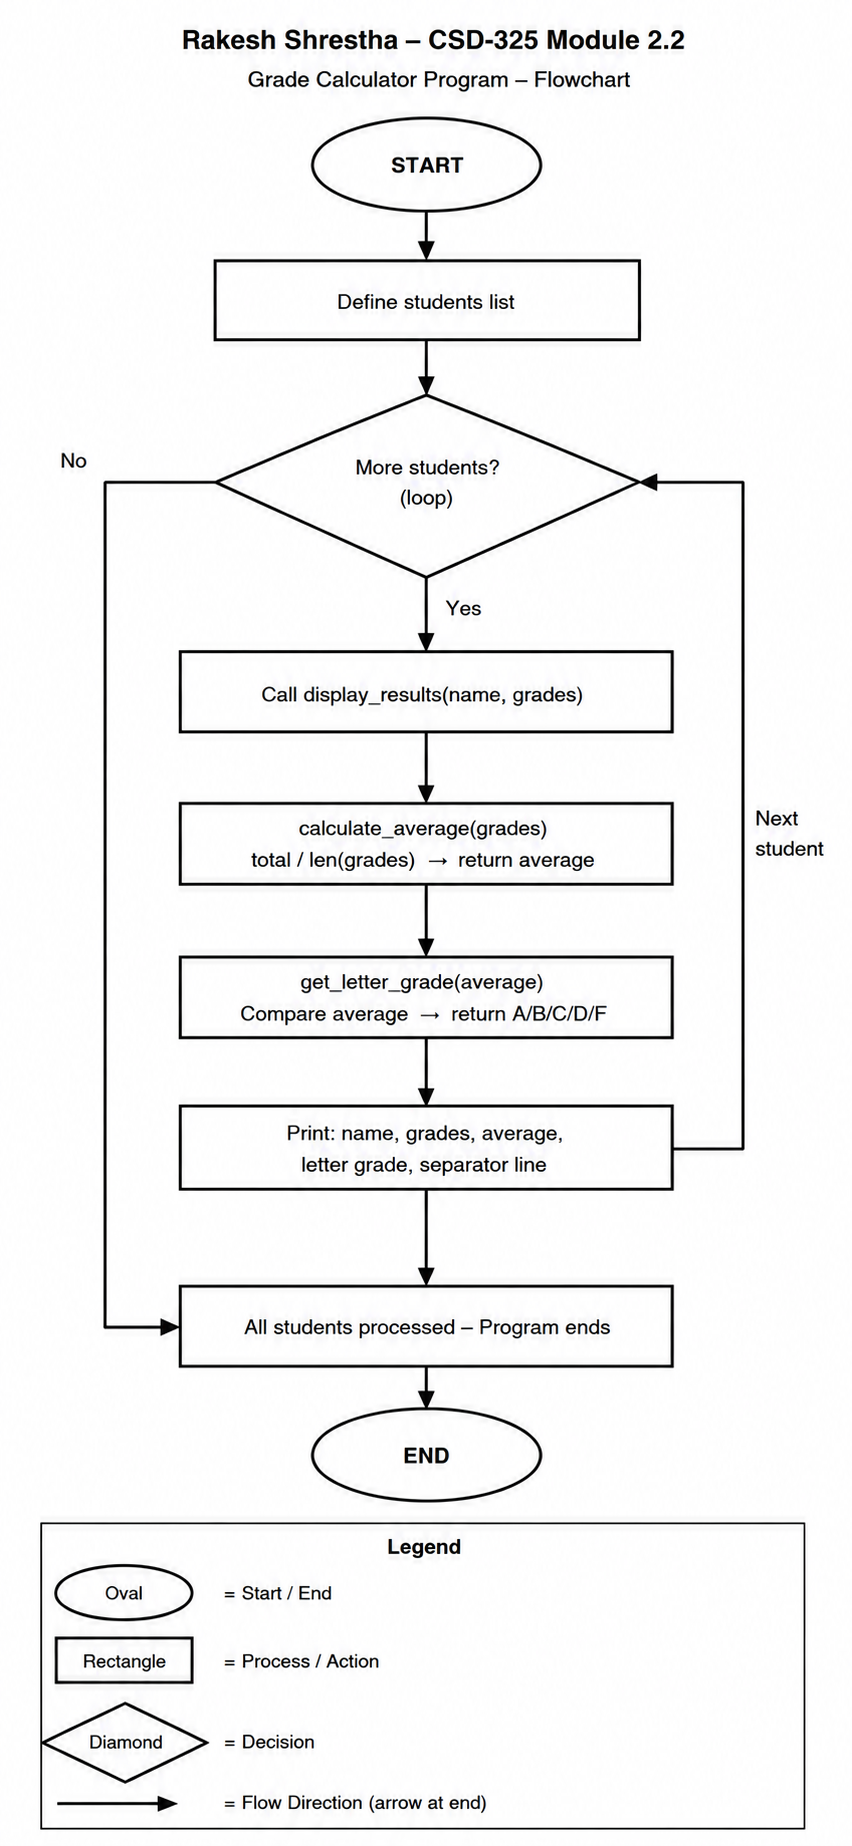 Rakesh Shrestha – CSD-325 Module 2.2
Grade Calculator Program – Flowchart
START
Define students list
More students?
(loop)
No
Yes
Call display_results(name, grades)
calculate_average(grades)
total / len(grades) → return average
Next
student
get_letter_grade(average)
Compare average → return A/B/C/D/F
Print: name, grades, average,
letter grade, separator line
All students processed – Program ends
END
Legend
Oval = Start / End
Rectangle = Process / Action
Diamond = Decision
= Flow Direction (arrow at end)